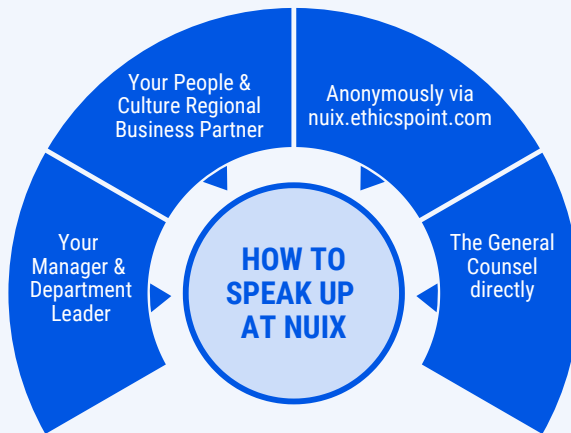 Your People &
Culture Regional
Business Partner
Anonymously via
nuix.ethicspoint.com
Your
Manager &
Department
Leader
The General
Counsel
directly
HOW TO
SPEAK UP
AT NUIX